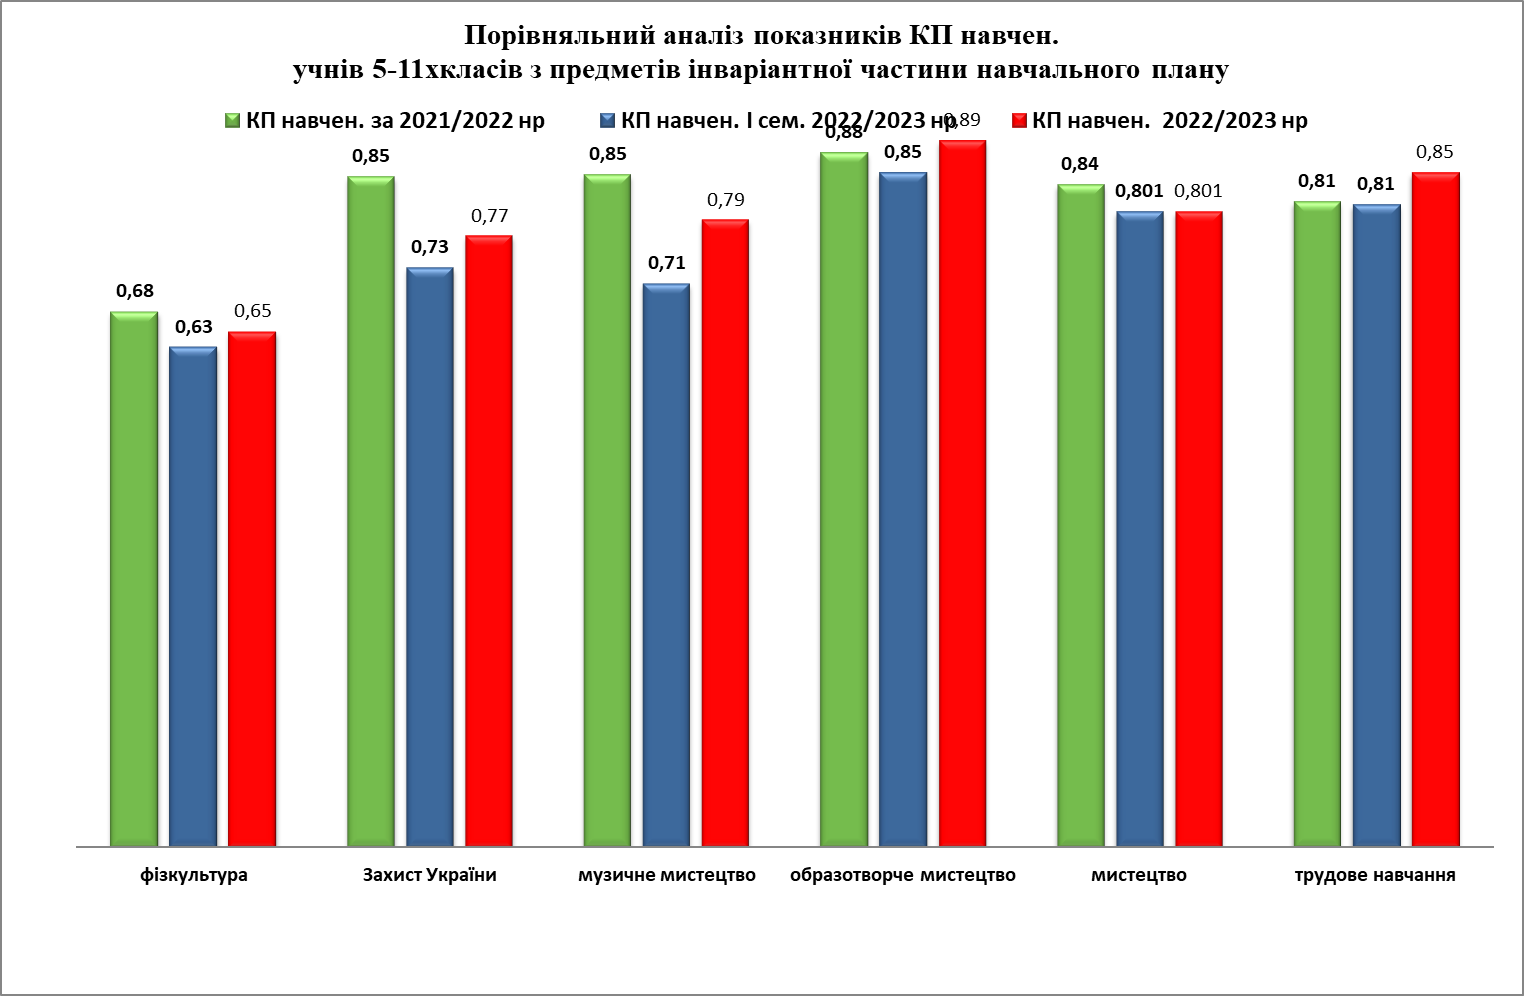 Порівняльний аналіз показників КП навчен.
учнів 5-11хкласів з предметів інваріантної частини навчального плану
КП навчен. за 2021/2022 нр
КП навчен. І сем. 2022/2023 нр
КП навчен. 2022/2023 нр
0,68
0,63
0,65
0,85
0,73
0,77
0,85
0,71
0,79
0,88
0,85
0,89
0,84
0,801
0,801
0,81
0,81
0,85
фізкультура
Захист України
музичне мистецтво
образотворче мистецтво
мистецтво
трудове навчання